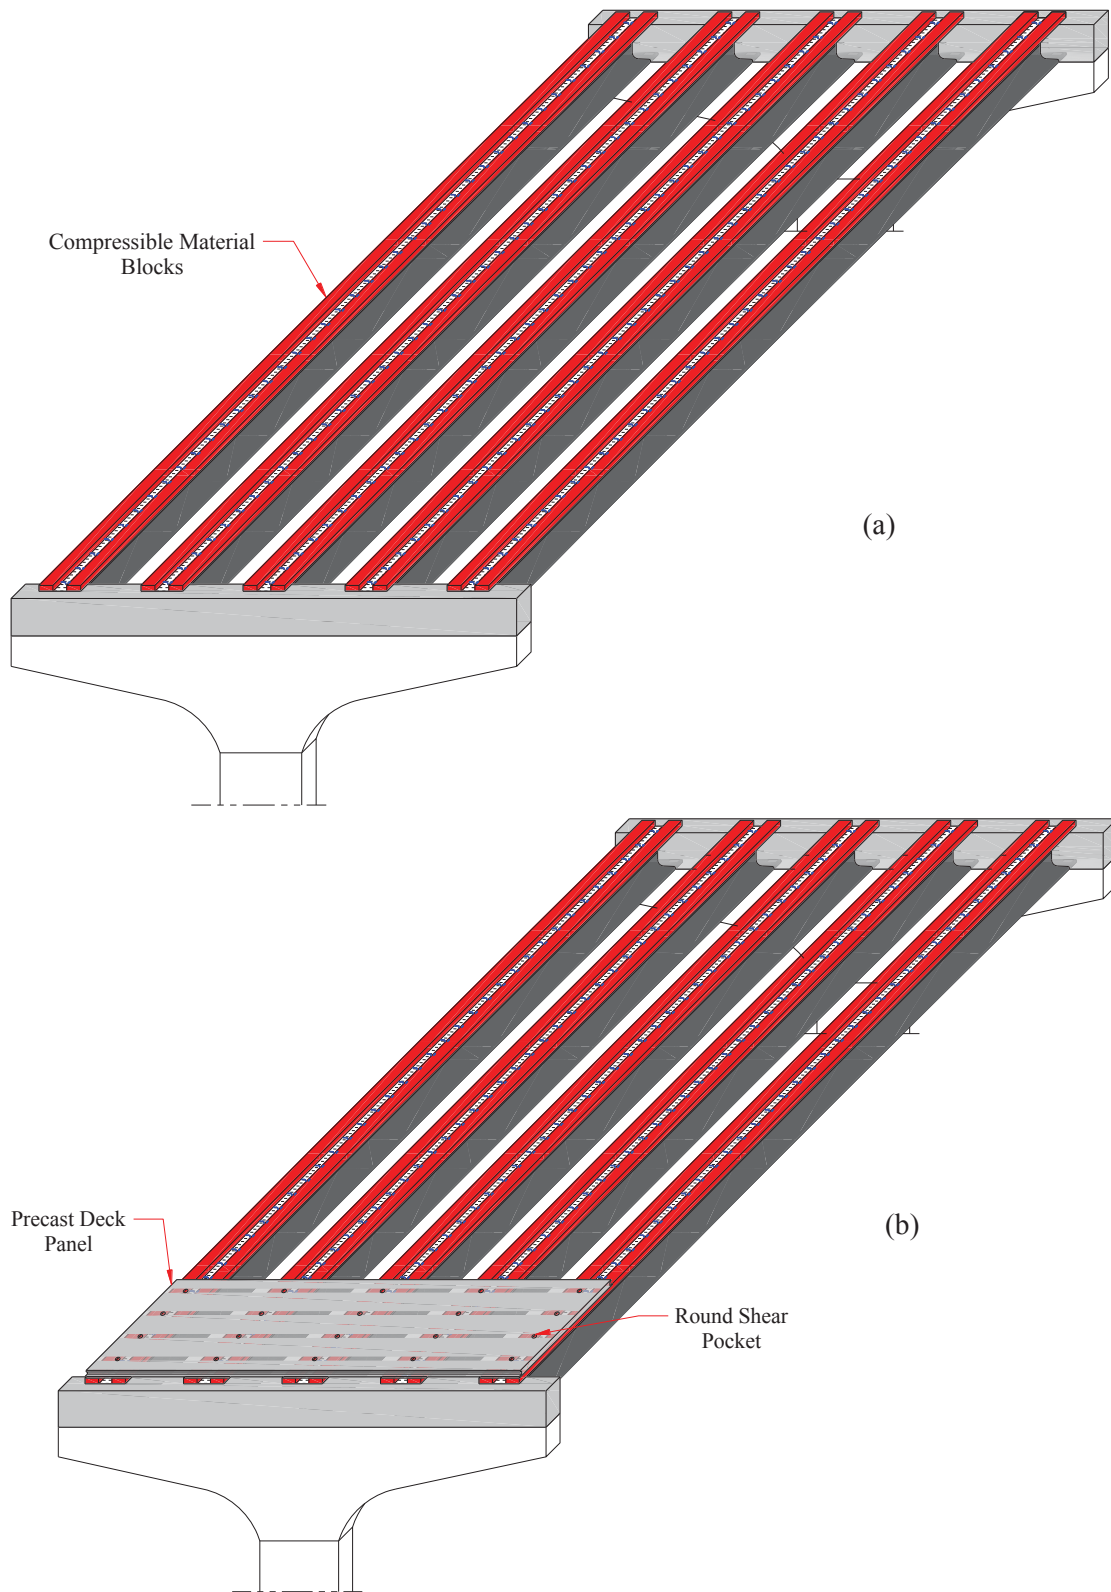 Compressible Material
Blocks
(a)
Precast Deck
Panel
(b)
Round Shear
Pocket